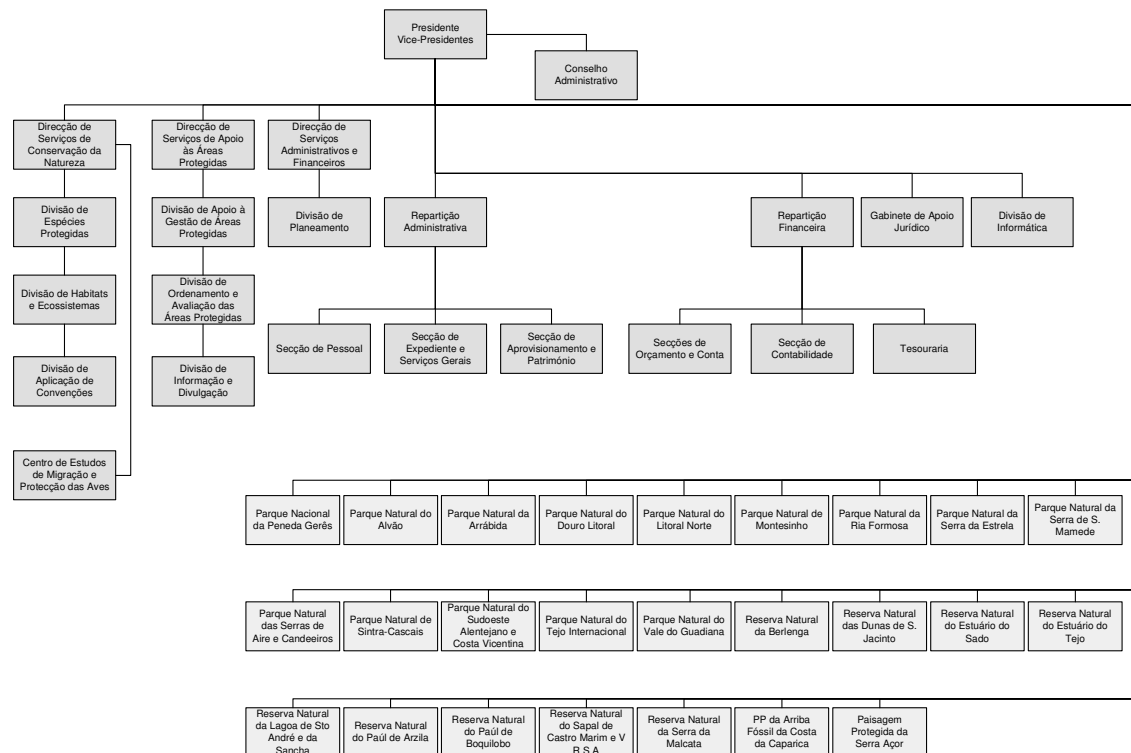 Presidente
Vice-Presidentes
Conselho
Administrativo
Direcção de
Serviços de
Conservação da
Natureza
Direcção de
Serviços de Apoio
às Áreas
Protegidas
Direcção de
Serviços
Administrativos e
Financeiros
Divisão de
Espécies
Protegidas
Divisão de Apoio à
Gestão de Áreas
Protegidas
Divisão de
Planeamento
Repartição
Administrativa
Repartição
Financeira
Gabinete de Apoio
Jurídico
Divisão de
Informática
Divisão de Habitats
e Ecossistemas
Divisão de
Ordenamento e
Avaliação das
Áreas Protegidas
Secção de Pessoal
Secção de
Expediente e
Serviços Gerais
Secção de
Aprovisionamento e
Património
Secções de
Orçamento e Conta
Secção de
Contabilidade
Tesouraria
Divisão de
Aplicação de
Convenções
Divisão de
Informação e
Divulgação
Centro de Estudos
de Migração e
Protecção das Aves
Parque Nacional
da Peneda Gerês
Parque Natural do
Alvão
Parque Natural da
Arrábida
Parque Natural do
Douro Litoral
Parque Natural do
Litoral Norte
Parque Natural de
Montesinho
Parque Natural da
Ria Formosa
Parque Natural da
Serra da Estrela
Parque Natural da
Serra de S.
Mamede
Parque Natural
das Serras de
Aire e Candeeiros
Parque Natural de
Sintra-Cascais
Parque Natural do
Sudoeste
Alentejano e
Costa Vicentina
Parque Natural do
Tejo Internacional
Parque Natural do
Vale do Guadiana
Reserva Natural
da Berlenga
Reserva Natural
das Dunas de S.
Jacinto
Reserva Natural
do Estuário do
Sado
Reserva Natural
do Estuário do
Tejo
Reserva Natural
da Lagoa de Sto
André e da
Sancha
Reserva Natural
do Paúl de Arzila
Reserva Natural
do Paúl de
Boquilobo
Reserva Natural
do Sapal de
Castro Marim e V
R S A
Reserva Natural
da Serra da
Malcata
PP da Arriba
Fóssil da Costa
da Caparica
Paisagem
Protegida da
Serra Açor